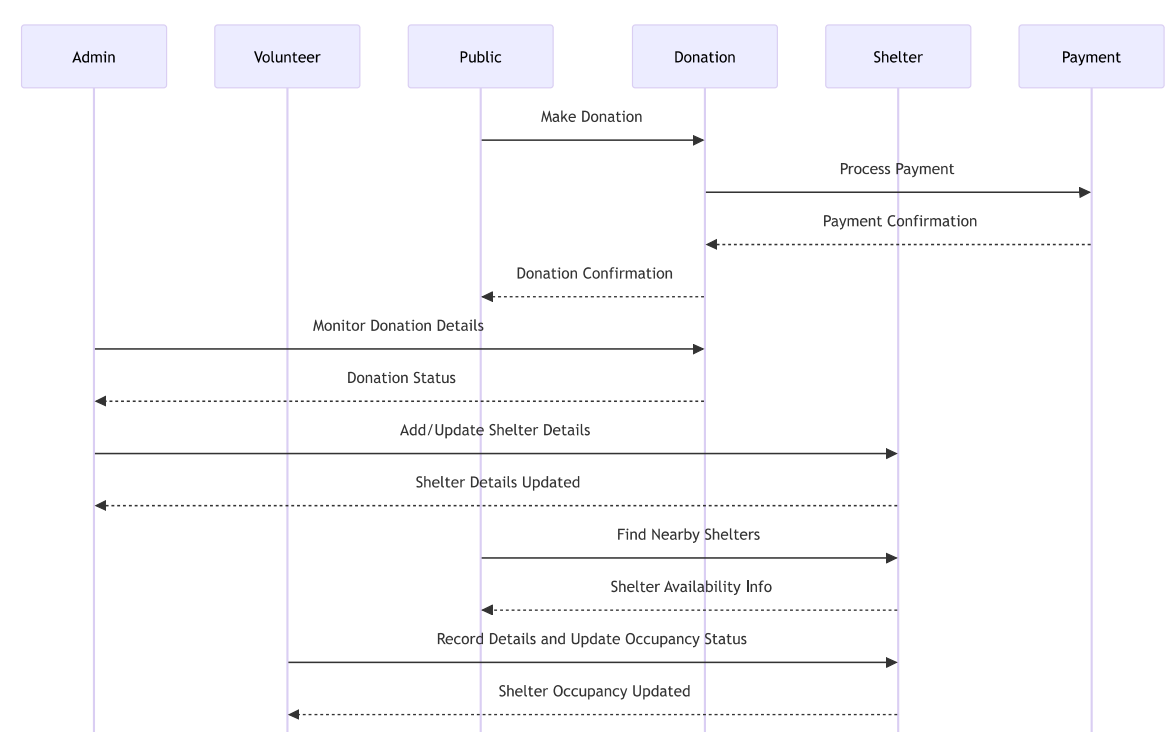 Admin
Volunteer
Public
Donation
Shelter
Payment
Make Donation
Process Payment
Payment Confirmation
Donation Confirmation
Monitor Donation Details
Donation Status
Add/Update Shelter Details
Shelter Details Updated
Find Nearby Shelters
Shelter Availability Info
Record Details and Update Occupancy Status
Shelter Occupancy Updated